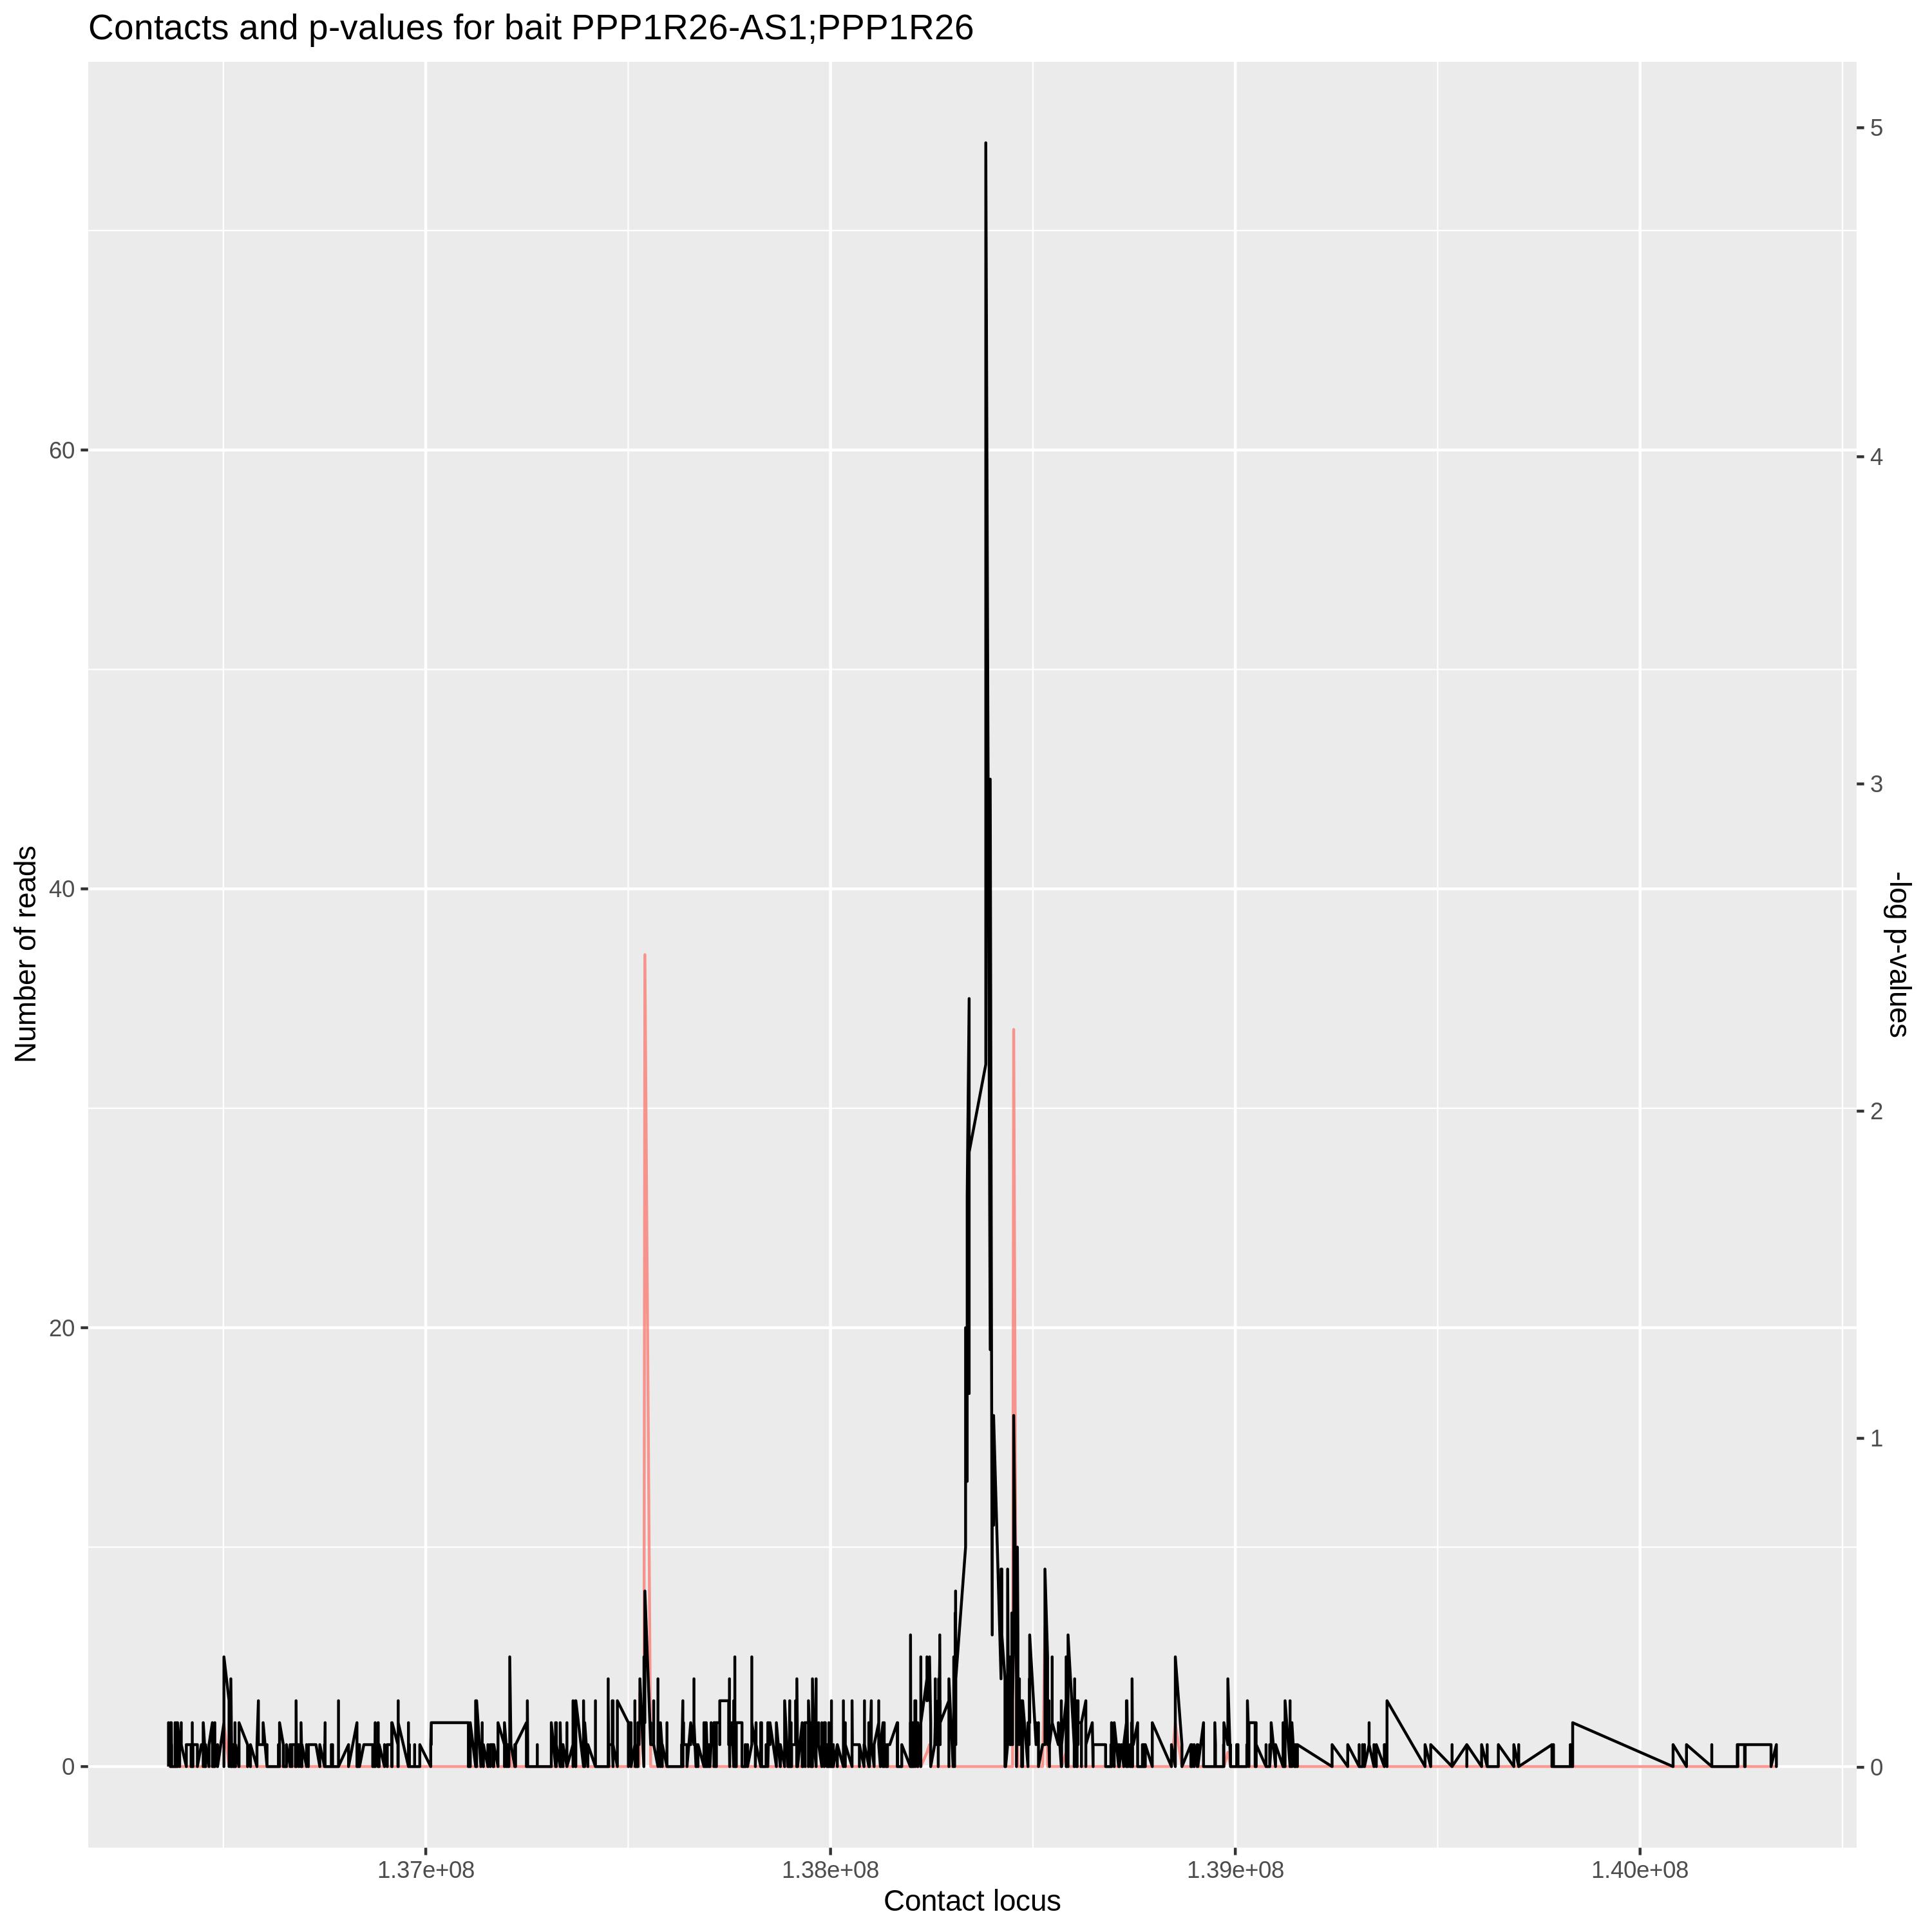 Contacts and p-values for bait PPP1R26-AS1;PPP1R26
Number of reads
60
40
20
0
5
4
3
2
1
0
-log p-values
1.37e+08 1.38e+08 1.39e+08 1.40e+08
Contact locus